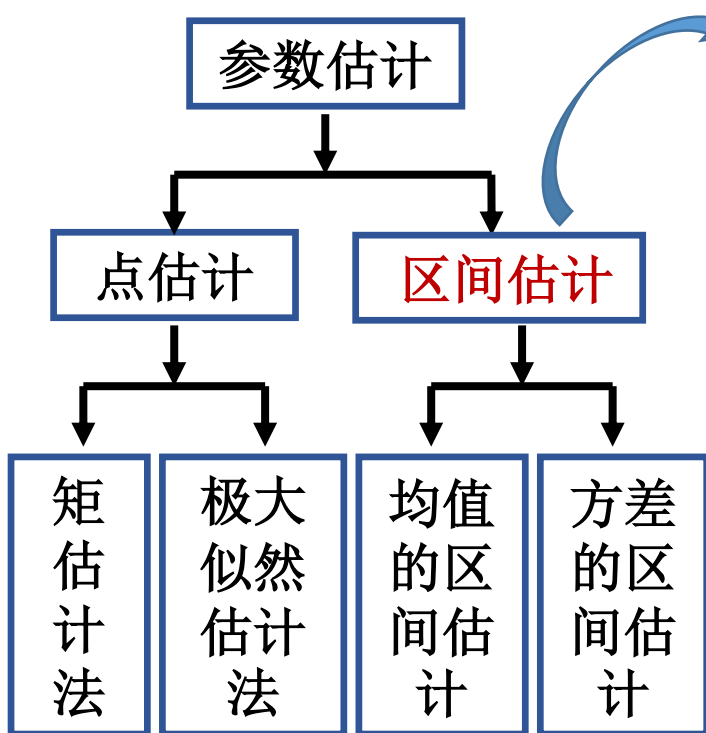 参数估计
点估计
区间估计
矩
估
计
法
极大
似然
估计
法
均值
的区
间估
计
方差
的区
间估
计